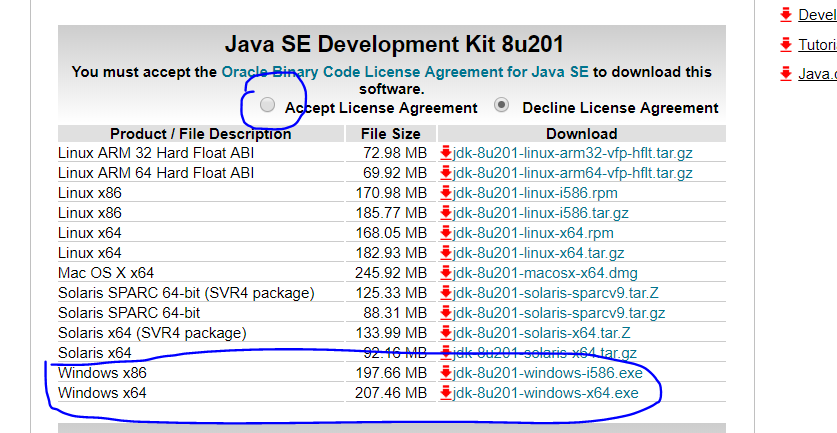 Devel
Tutori
Java.
Java SE Development Kit 8u201
You must accept the Oracle Binary Code License Agreement for Java SE to download this
software.
Accept License Agreement Decline License Agreement
Product / File Description File Size Download
Linux ARM 32 Hard Float ABI 72.98 MB jdk-8u201-linux-arm32-vfp-hflt.tar.gz
Linux ARM 64 Hard Float ABI 69.92 MB jdk-8u201-linux-arm64-vfp-hflt.tar.gz
Linux x86 170.98 MB jdk-8u201-linux-i586.rpm
Linux x86 185.77 MB jdk-8u201-linux-i586.tar.gz
Linux x64 168.05 MB jdk-8u201-linux-x64.rpm
Linux x64 182.93 MB jdk-8u201-linux-x64.tar.gz
Mac OS X x64 245.92 MB jdk-8u201-macosx-x64.dmg
Solaris SPARC 64-bit (SVR4 package) 125.33 MB jdk-8u201-solaris-sparcv9.tar.Z
Solaris SPARC 64-bit 88.31 MB jdk-8u201-solaris-sparcv9.tar.gz
Solaris x64 (SVR4 package) 133.99 MB jdk-8u201-solaris-x64.tar.Z
Solaris x64 92.16 MB jdk-8u201-solaris-x64.tar.gz
Windows x86 197.66 MB jdk-8u201-windows-i586.exe
Windows x64 207.46 MB jdk-8u201-windows-x64.exe